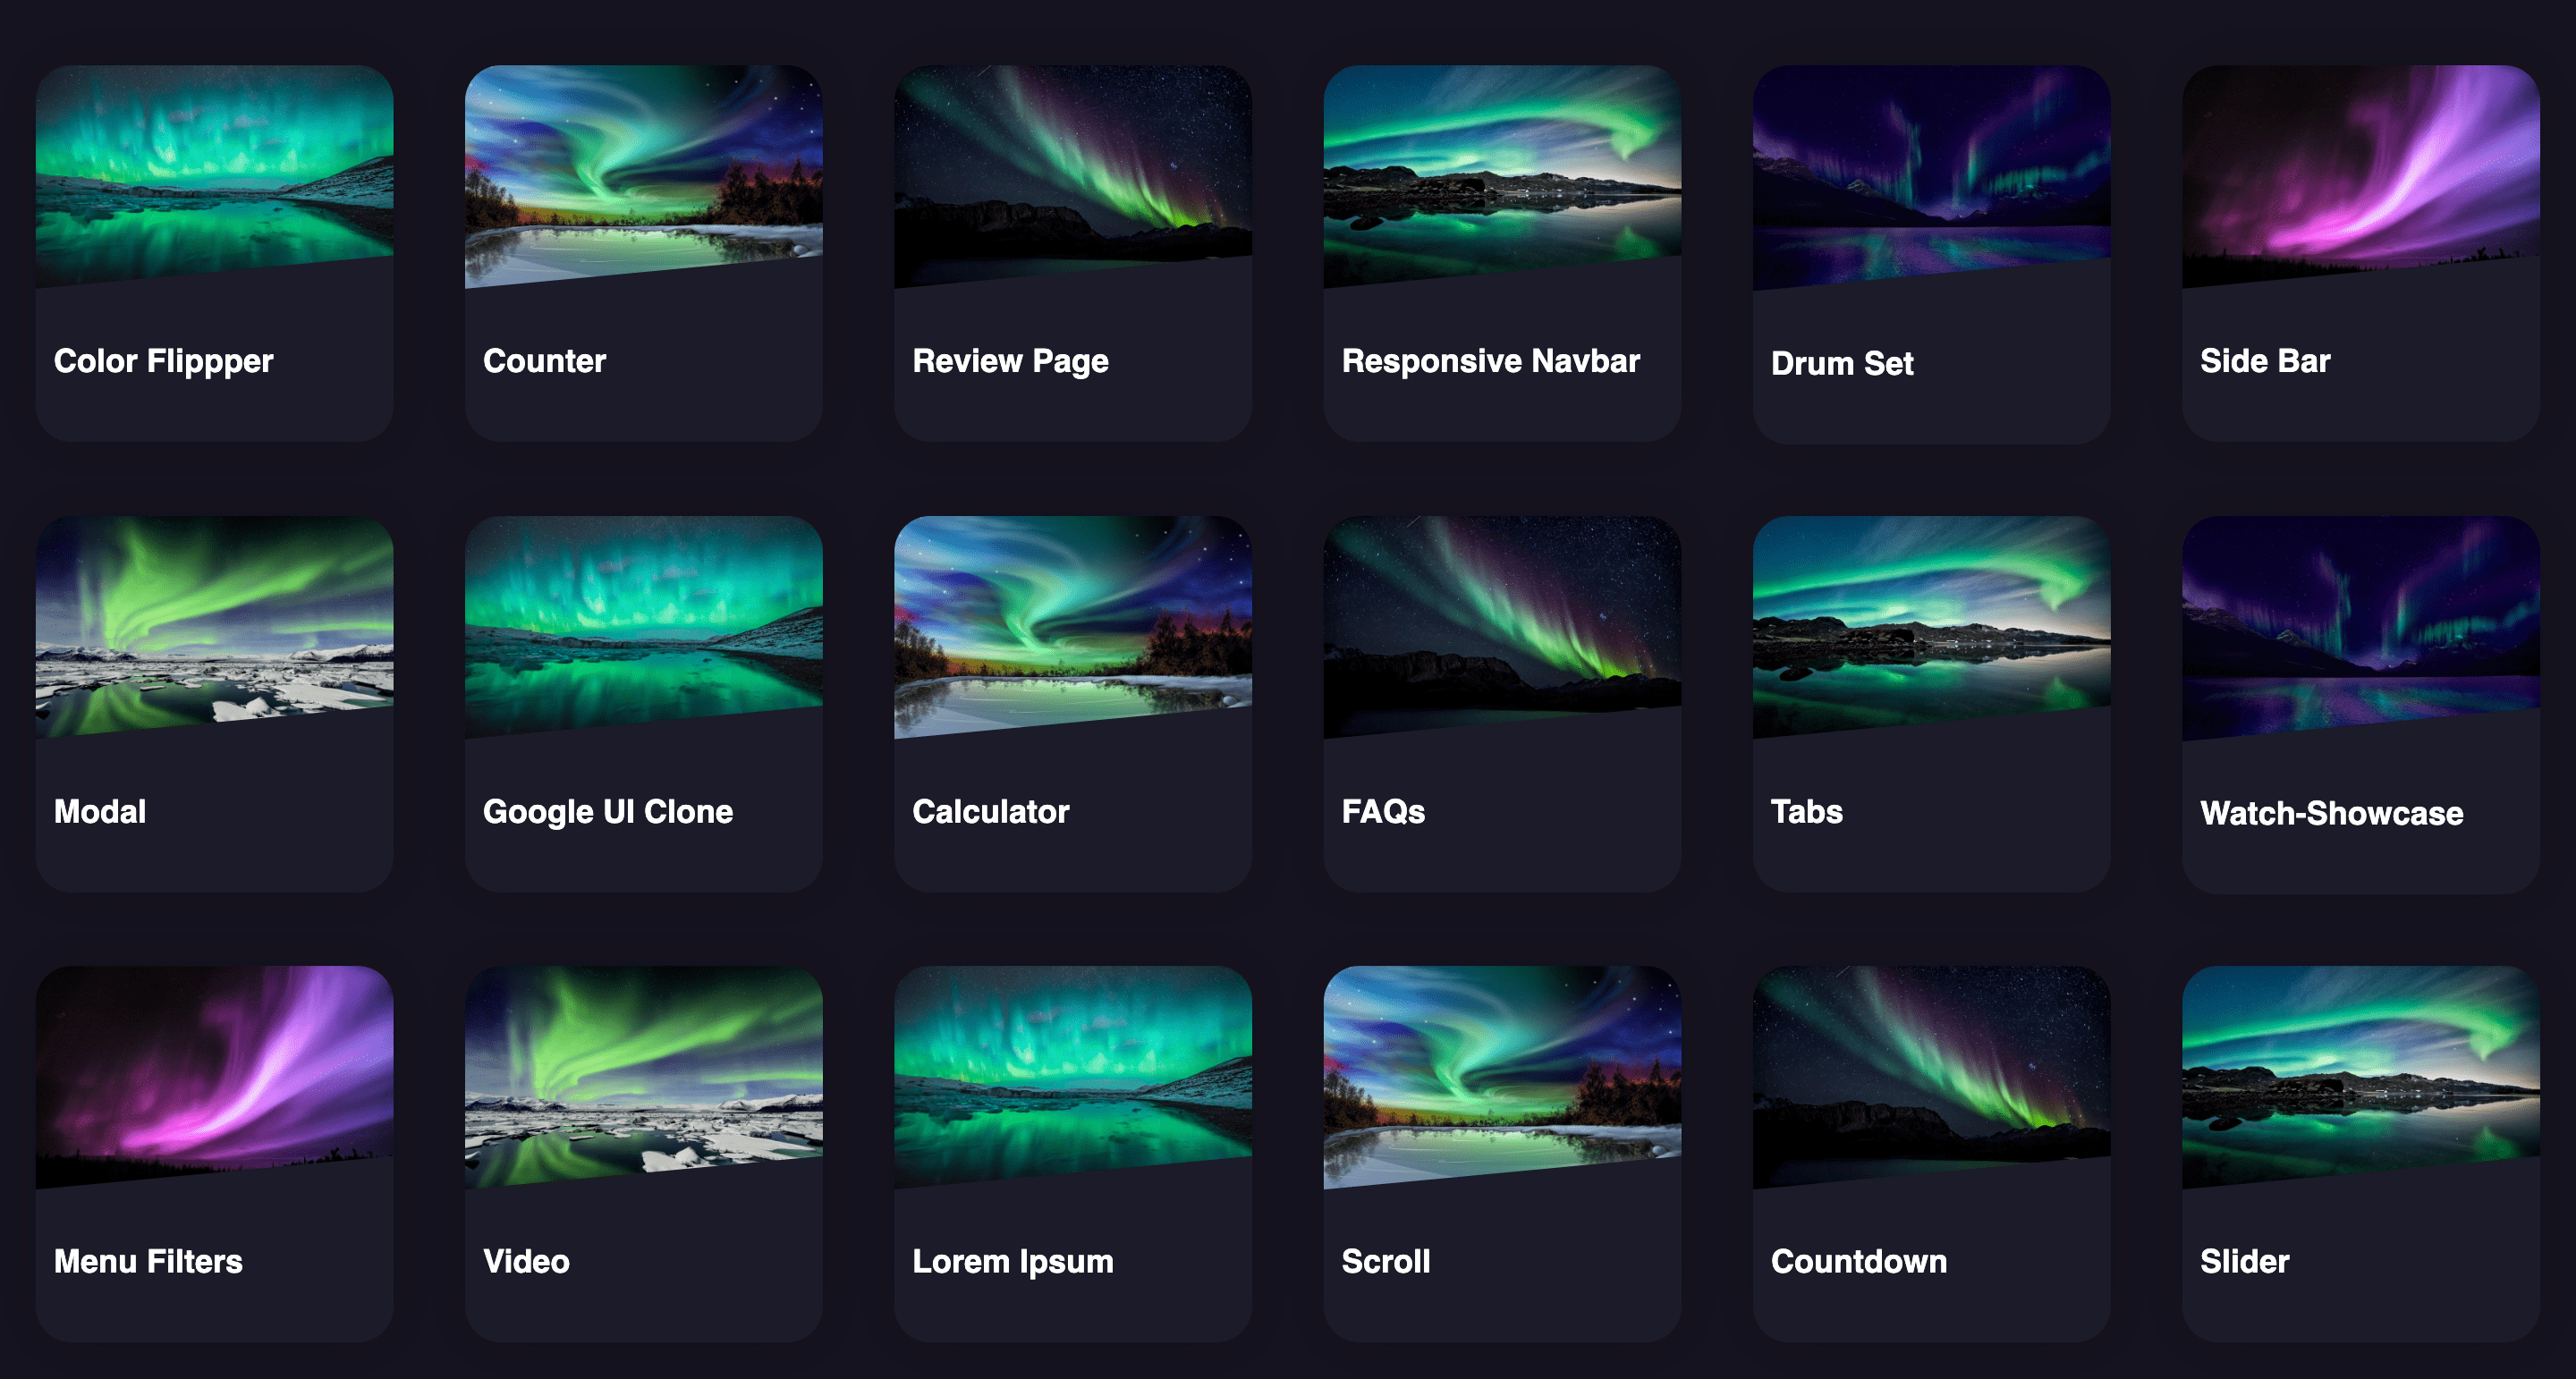 Color Flippper
Counter
Review Page
Responsive Navbar
Drum Set
Side Bar
Modal
Google UI Clone
Calculator
FAQs
Tabs
Watch-Showcase
Menu Filters
Video
Lorem Ipsum
Scroll
Countdown
Slider